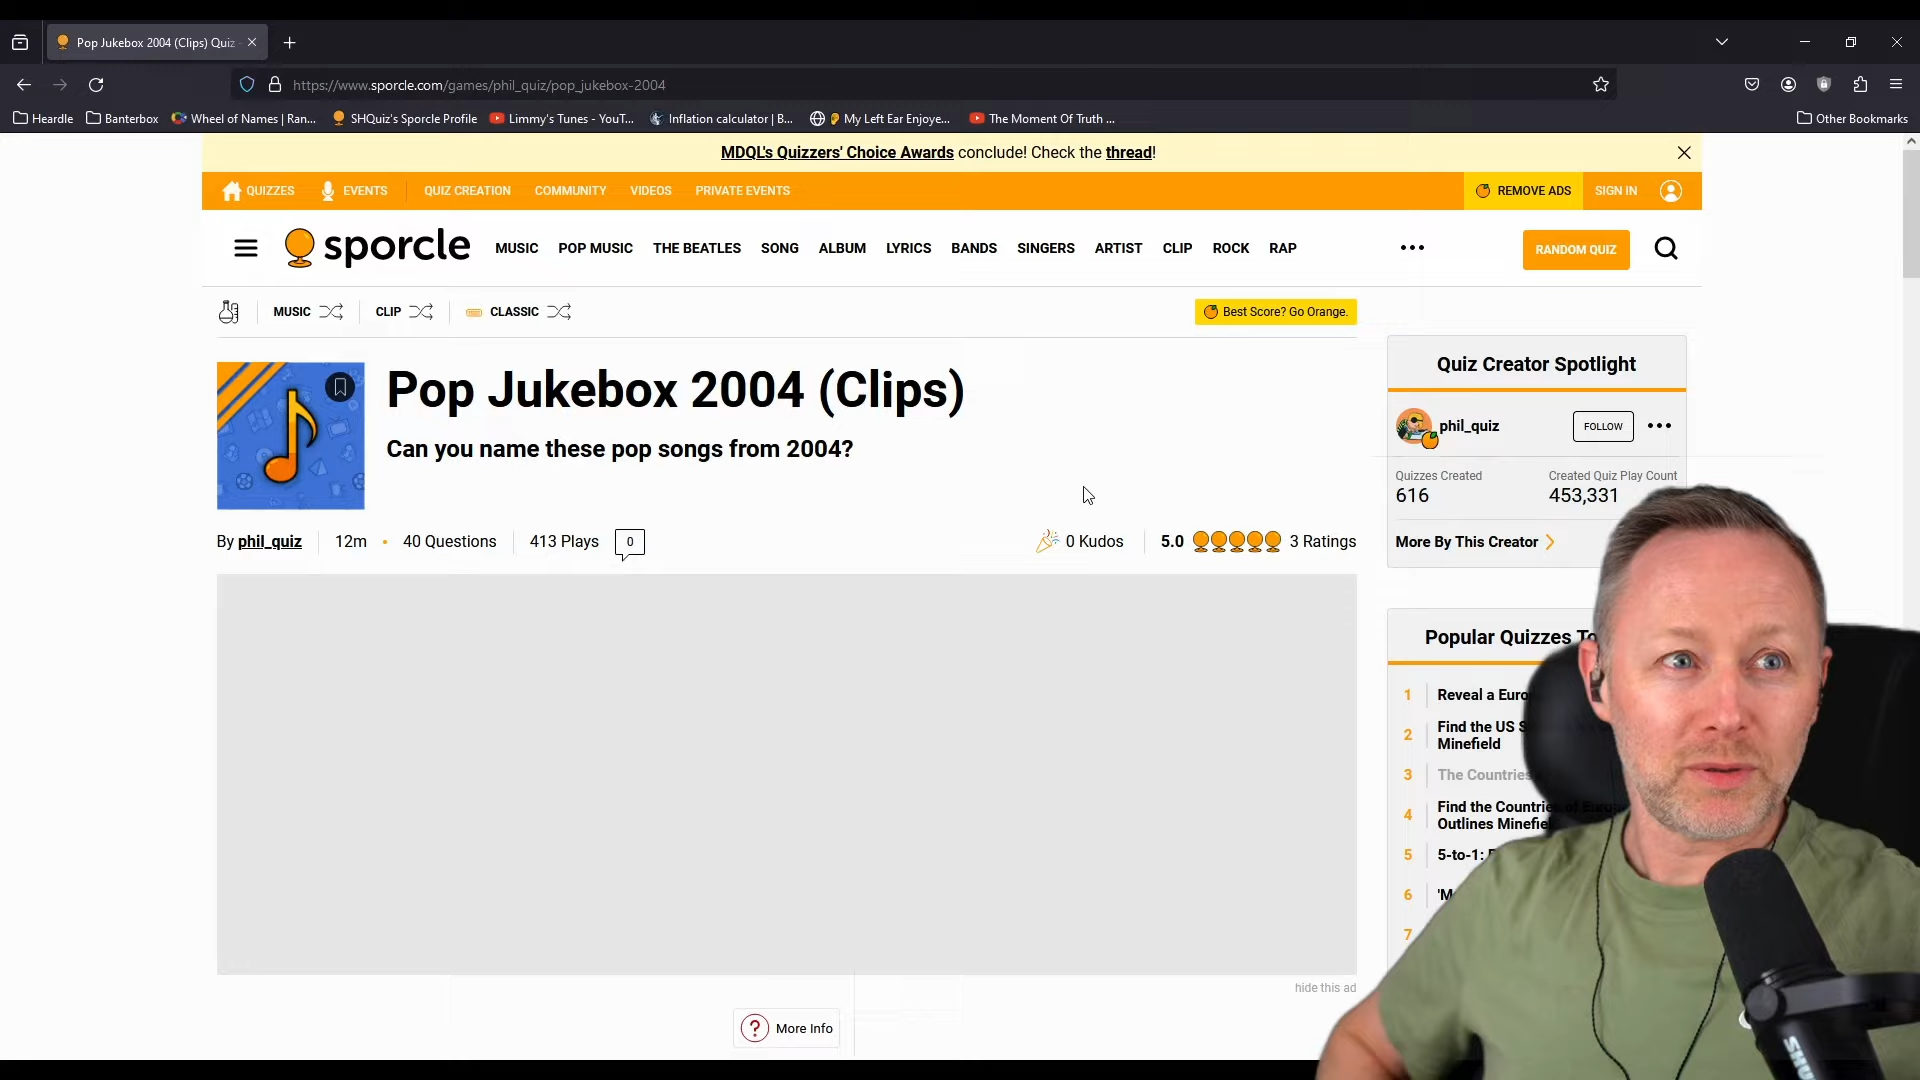 Pop Jukebox 2004 (Clips) Quiz
https://www.sporcle.com/games/phil_quiz/pop_jukebox-2004
Heardle Banterbox Wheel of Names | Ran... SHQuiz's Sporcle Profile Limmy's Tunes - YouT... Inflation calculator | B... My Left Ear Enjoye... The Moment Of Truth ... Other Bookmarks
MDQL's Quizzers' Choice Awards conclude! Check the thread!
QUIZZES EVENTS QUIZ CREATION COMMUNITY VIDEOS PRIVATE EVENTS REMOVE ADS SIGN IN
sporcle MUSIC POP MUSIC THE BEATLES SONG ALBUM LYRICS BANDS SINGERS ARTIST CLIP ROCK RAP RANDOM QUIZ
MUSIC CLIP CLASSIC Best Score? Go Orange.
Pop Jukebox 2004 (Clips)
Can you name these pop songs from 2004?
By phil_quiz 12m • 40 Questions 413 Plays 0 0 Kudos 5.0 3 Ratings
hide this ad
? More Info
Quiz Creator Spotlight
phil_quiz FOLLOW
Quizzes Created Created Quiz Play Count
616 453,331
More By This Creator
Popular Quizzes
1 Reveal a
2 Find the US
Minefield
3 The Countries
4 Find the Countries of
Outlines
5 5-to-1:
6
7
SHU